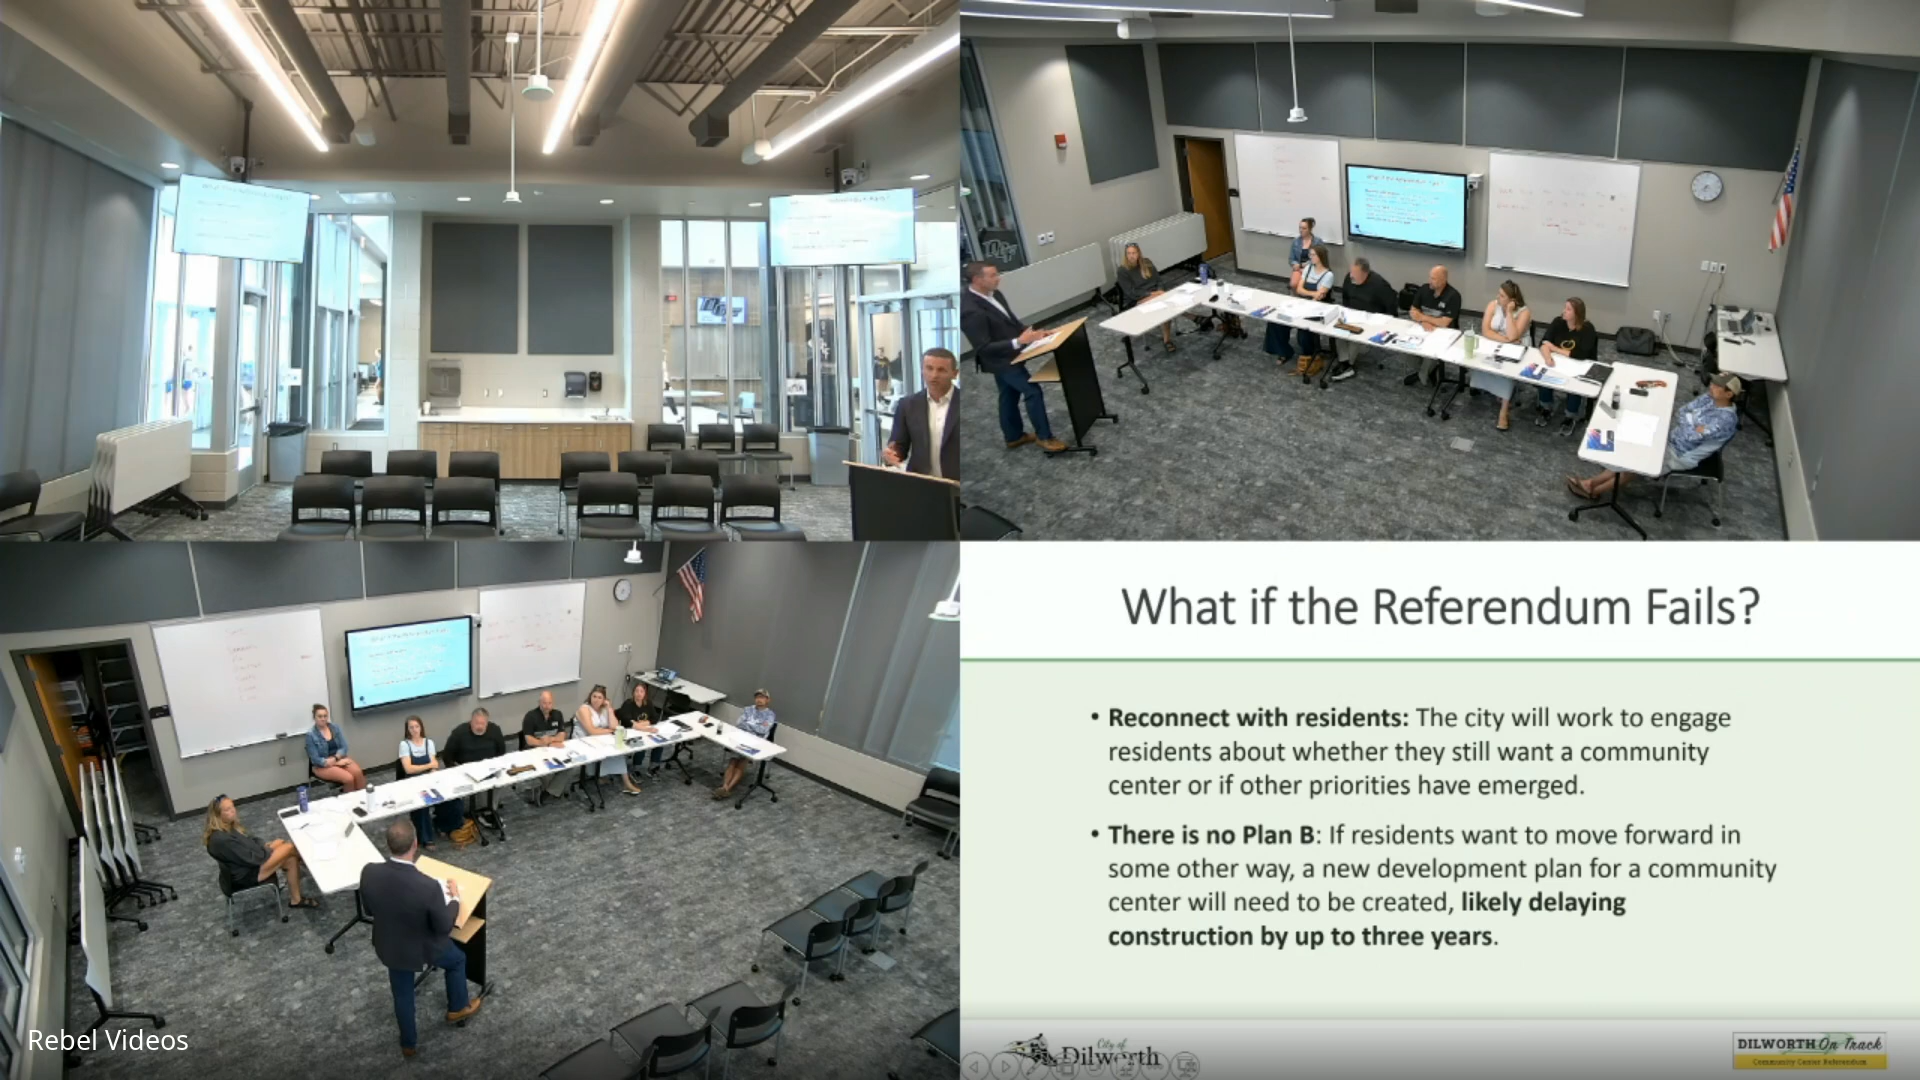 What if the Referendum Fails?
• Reconnect with residents: The city will work to engage
residents about whether they still want a community
center or if other priorities have emerged.
• There is no Plan B: If residents want to move forward in
some other way, a new development plan for a community
center will need to be created, likely delaying
construction by up to three years.
Rebel Videos
City of
Dilworth
DILWORTH On Track
Community Center Referendum